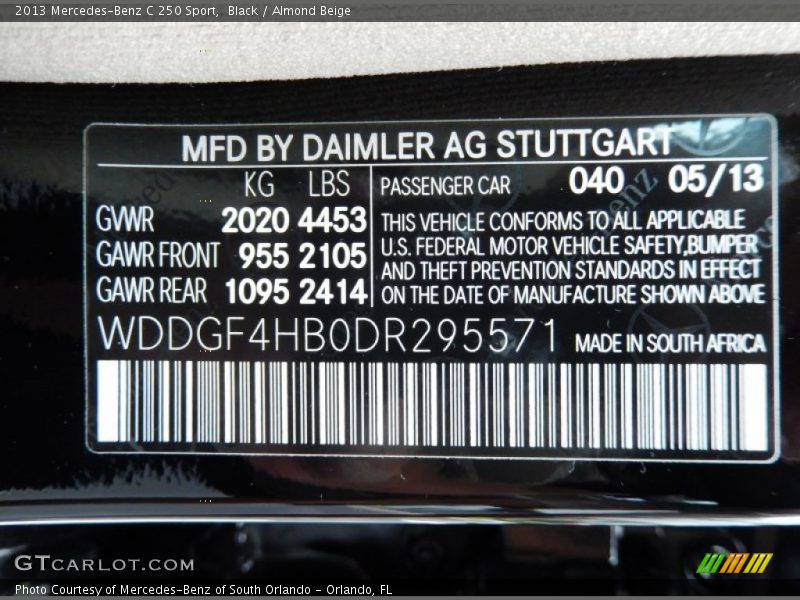 2013 Mercedes-Benz C 250 Sport,  Black / Almond Beige
MFD BY DAIMLER AG STUTTGART
KG LBS PASSENGER CAR 040 05/13
GVWR 2020 4453
GAWR FRONT 955 2105
GAWR REAR 1095 2414
THIS VEHICLE CONFORMS TO ALL APPLICABLE
U.S. FEDERAL MOTOR VEHICLE SAFETY,BUMPER
AND THEFT PREVENTION STANDARDS IN EFFECT
ON THE DATE OF MANUFACTURE SHOWN ABOVE
WDDGF4HB0DR295571 MADE IN SOUTH AFRICA
GTCARLOT.COM
Photo Courtesy of Mercedes-Benz of South Orlando - Orlando, FL